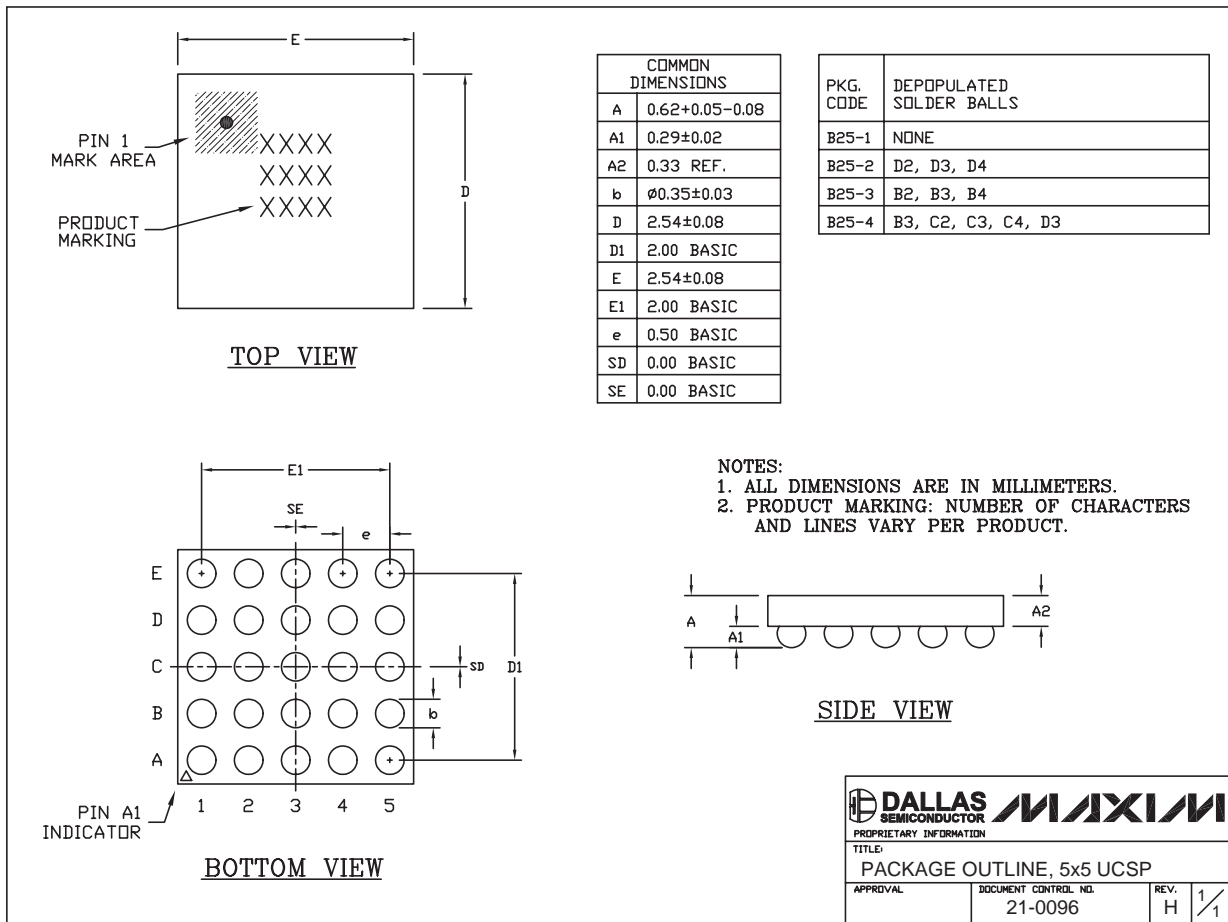 E
PIN 1
MARK AREA
XXXX
XXXX
XXXX
PRODUCT
MARKING
D
TOP VIEW
COMMON
DIMENSIONS
A 0.62+0.05-0.08
A1 0.29±0.02
A2 0.33 REF.
b ø0.35±0.03
D 2.54±0.08
D1 2.00 BASIC
E 2.54±0.08
E1 2.00 BASIC
e 0.50 BASIC
SD 0.00 BASIC
SE 0.00 BASIC
PKG. CODE DEPOPULATED SOLDER BALLS
B25-1 NONE
B25-2 D2, D3, D4
B25-3 B2, B3, B4
B25-4 B3, C2, C3, C4, D3
NOTES:
1. ALL DIMENSIONS ARE IN MILLIMETERS.
2. PRODUCT MARKING: NUMBER OF CHARACTERS
AND LINES VARY PER PRODUCT.
E1
SE
e
E
D
C
B
A
SD
D1
b
1 2 3 4 5
PIN A1
INDICATOR
BOTTOM VIEW
A
A1
A2
SIDE VIEW
DALLAS
SEMICONDUCTOR
MAXIM
PROPRIETARY INFORMATION
TITLE:
PACKAGE OUTLINE, 5x5 UCSP
APPROVAL
DOCUMENT CONTROL NO.
21-0096
REV.
H
1/1